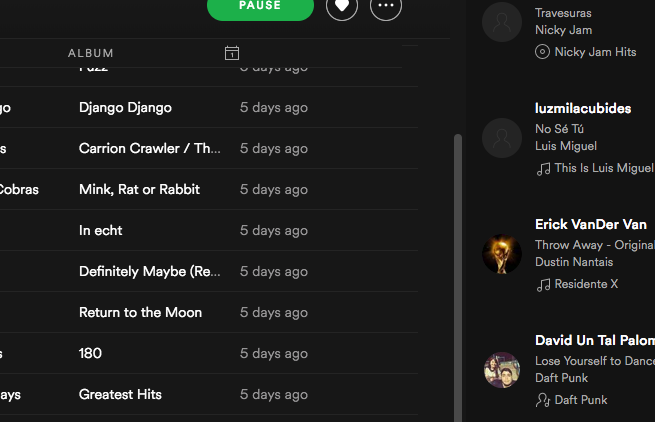 PAUSE
ALBUM
Fuzz 5 days ago
go Django Django 5 days ago
s Carrion Crawler / Th... 5 days ago
Cobras Mink, Rat or Rabbit 5 days ago
In echt 5 days ago
Definitely Maybe (Re... 5 days ago
Return to the Moon 5 days ago
s 180 5 days ago
ays Greatest Hits 5 days ago
Travesuras
Nicky Jam
Nicky Jam Hits
luzmilacubides
No Sé Tú
Luis Miguel
This Is Luis Miguel
Erick VanDer Van
Throw Away - Original
Dustin Nantais
Residente X
David Un Tal Palom
Lose Yourself to Dance
Daft Punk
Daft Punk